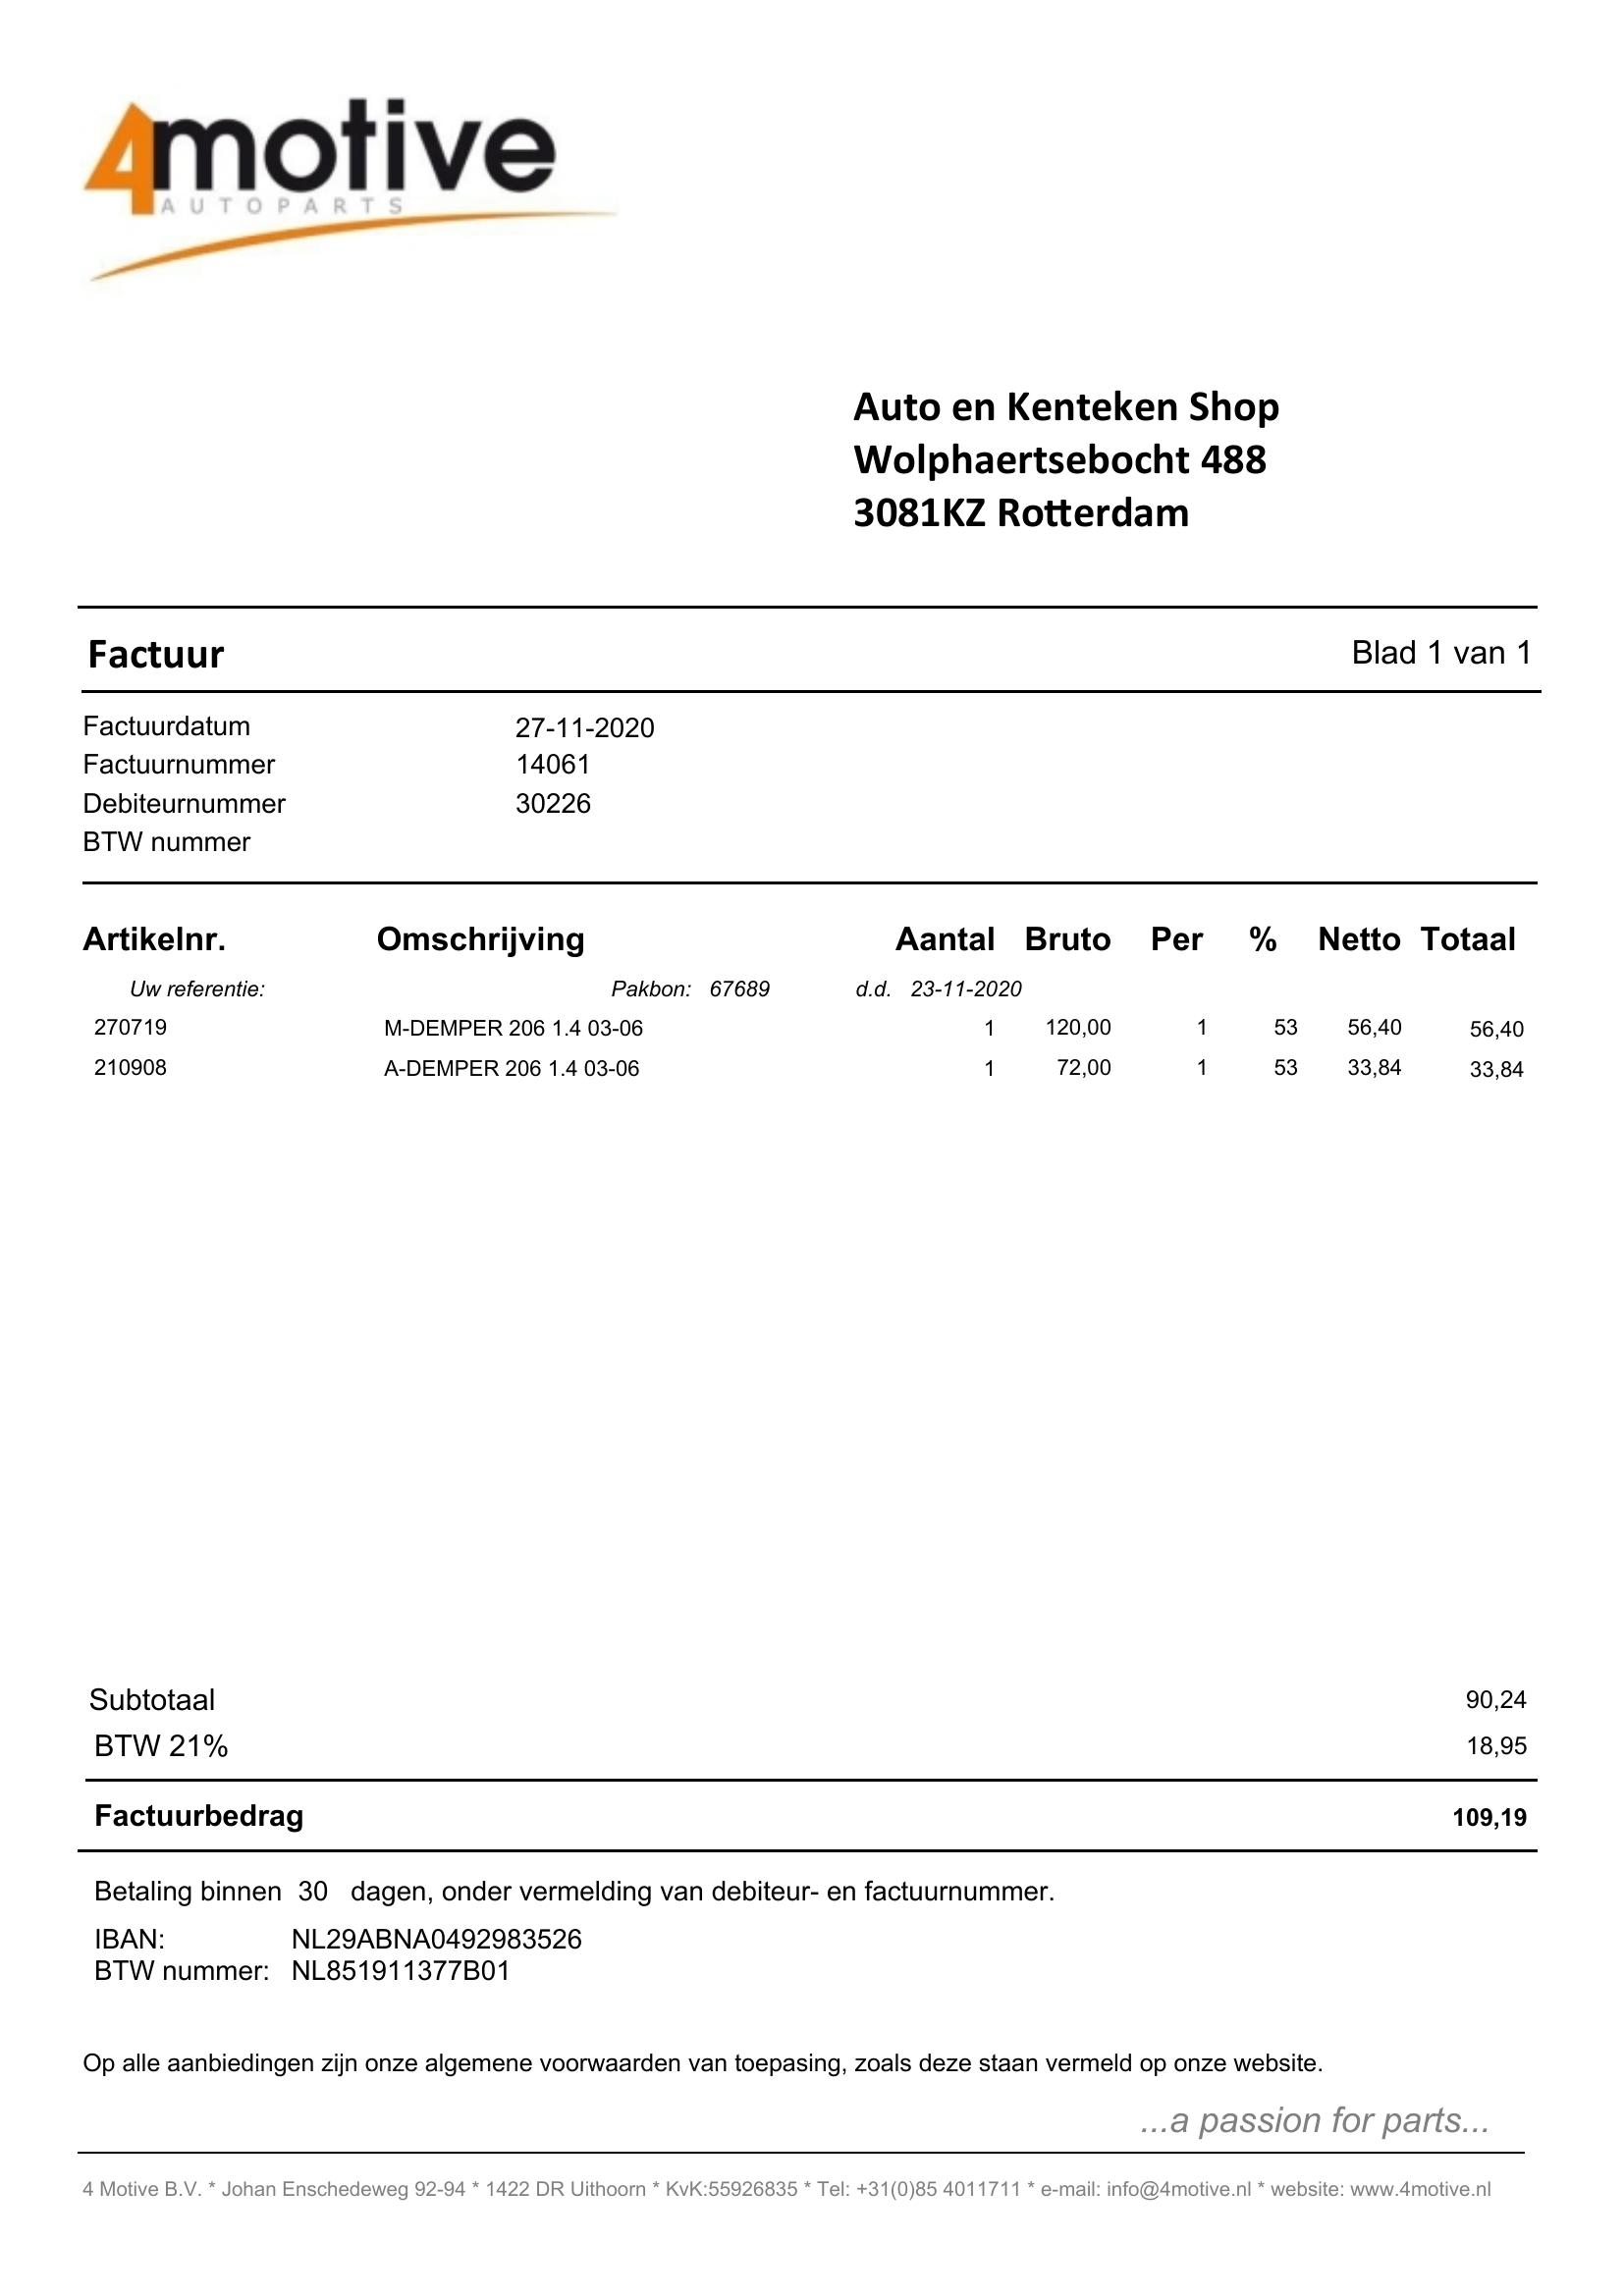 4motive
AUTOPARTS
Auto en Kenteken Shop
Wolphaertsebocht 488
3081KZ Rotterdam
Factuur Blad 1 van 1
Factuurdatum 27-11-2020
Factuurnummer 14061
Debiteurnummer 30226
BTW nummer
Artikelnr. Omschrijving Aantal Bruto Per % Netto Totaal
Uw referentie: Pakbon: 67689 d.d. 23-11-2020
270719 M-DEMPER 206 1.4 03-06 1 120,00 1 53 56,40 56,40
210908 A-DEMPER 206 1.4 03-06 1 72,00 1 53 33,84 33,84
Subtotaal 90,24
BTW 21% 18,95
Factuurbedrag 109,19
Betaling binnen 30 dagen, onder vermelding van debiteur- en factuurnummer.
IBAN: NL29ABNA0492983526
BTW nummer: NL851911377B01
Op alle aanbiedingen zijn onze algemene voorwaarden van toepasing, zoals deze staan vermeld op onze website.
...a passion for parts...
4 Motive B.V. * Johan Enschedeweg 92-94 * 1422 DR Uithoorn * KvK:55926835 * Tel: +31(0)85 4011711 * e-mail: info@4motive.nl * website: www.4motive.nl